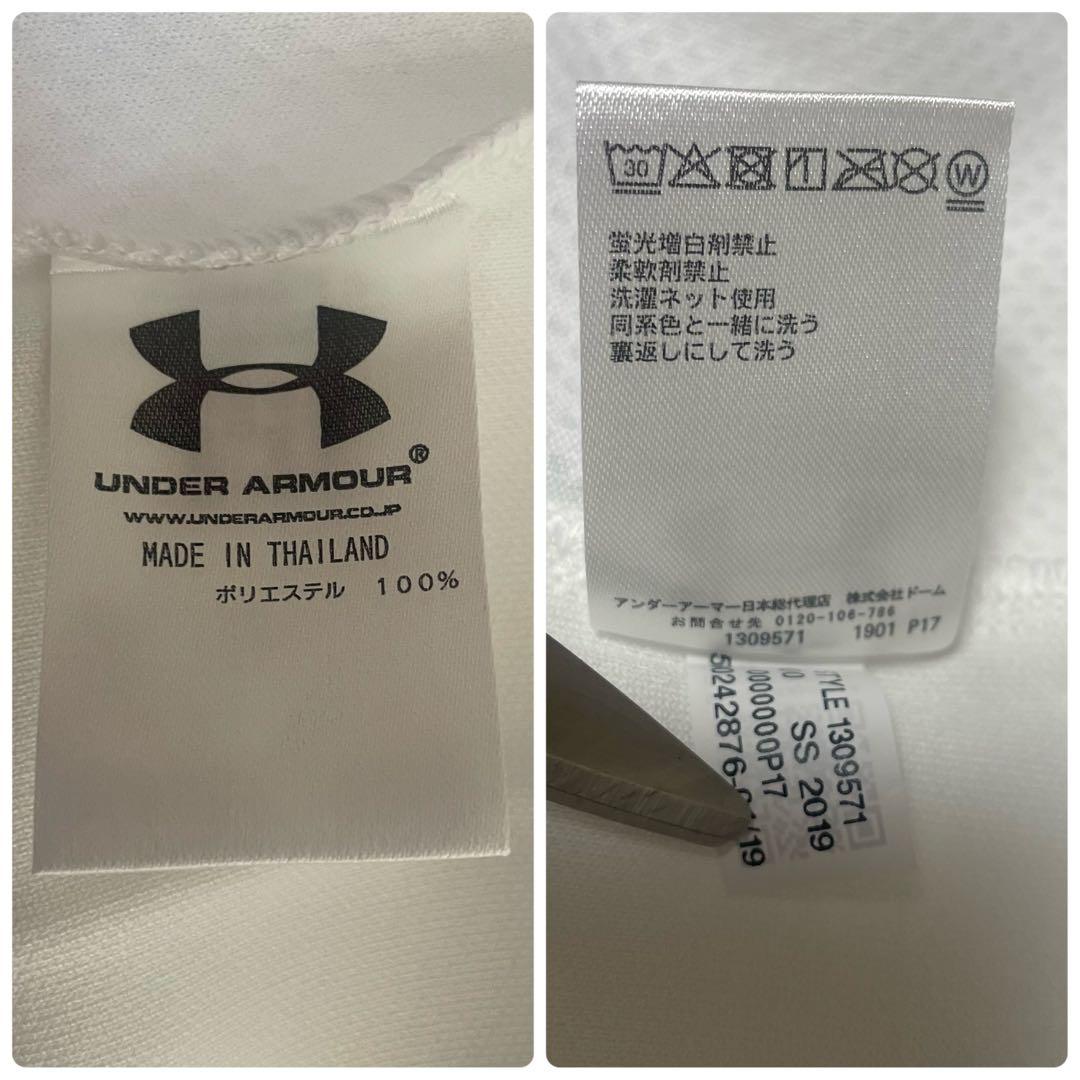 UNDER ARMOUR®
WWW.UNDERARMOUR.CO.JP
MADE IN THAILAND
ポリエステル 100%
30
1
W
蛍光増白剤禁止
柔軟剤禁止
洗濯ネット使用
同系色と一緒に洗う
裏返しにして洗う
アンダーアーマー日本総代理店 株式会社ドーム
お問合せ先 0120-106-786
1309571 1901 P17
STYLE 1309571
SS 2019
0000000P17